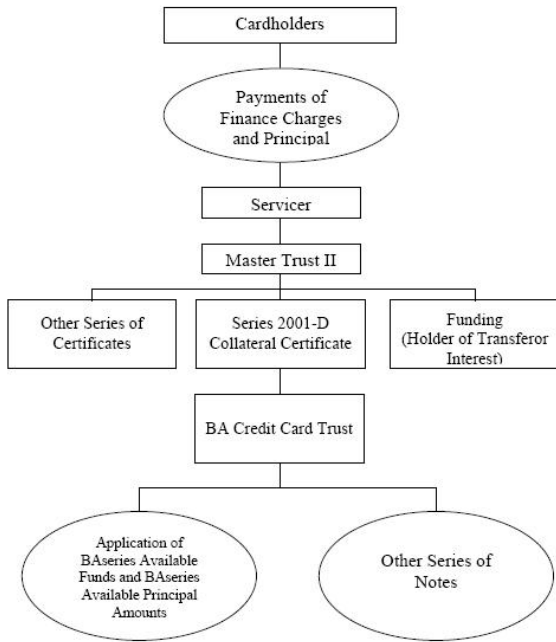 Cardholders
Payments of
Finance Charges
and Principal
Servicer
Master Trust II
Other Series of
Certificates
Series 2001-D
Collateral Certificate
Funding
(Holder of Transferor
Interest)
BA Credit Card Trust
Application of
BAseries Available
Funds and BAseries
Available Principal
Amounts
Other Series of
Notes